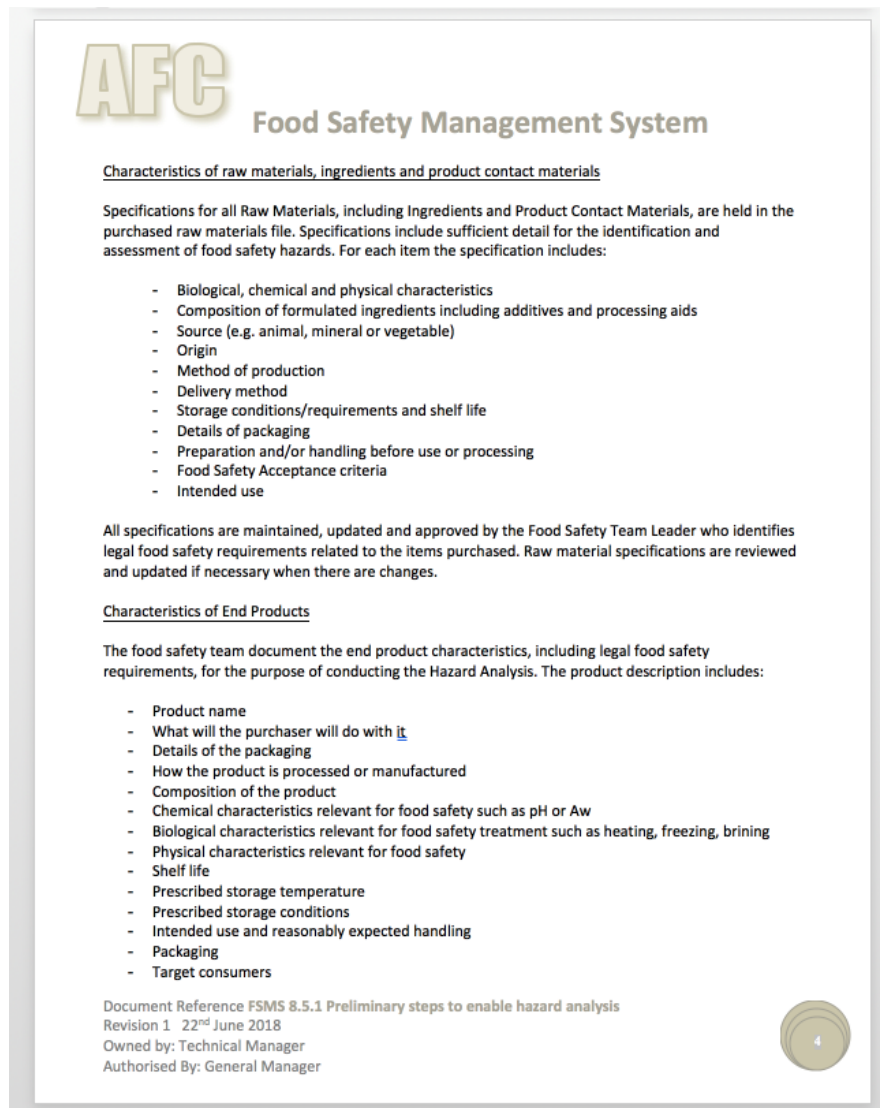 AFC
Food Safety Management System
Characteristics of raw materials, ingredients and product contact materials
Specifications for all Raw Materials, including Ingredients and Product Contact Materials, are held in the
purchased raw materials file. Specifications include sufficient detail for the identification and
assessment of food safety hazards. For each item the specification includes:
- Biological, chemical and physical characteristics
- Composition of formulated ingredients including additives and processing aids
- Source (e.g. animal, mineral or vegetable)
- Origin
- Method of production
- Delivery method
- Storage conditions/requirements and shelf life
- Details of packaging
- Preparation and/or handling before use or processing
- Food Safety Acceptance criteria
- Intended use
All specifications are maintained, updated and approved by the Food Safety Team Leader who identifies
legal food safety requirements related to the items purchased. Raw material specifications are reviewed
and updated if necessary when there are changes.
Characteristics of End Products
The food safety team document the end product characteristics, including legal food safety
requirements, for the purpose of conducting the Hazard Analysis. The product description includes:
- Product name
- What will the purchaser will do with it
- Details of the packaging
- How the product is processed or manufactured
- Composition of the product
- Chemical characteristics relevant for food safety such as pH or Aw
- Biological characteristics relevant for food safety treatment such as heating, freezing, brining
- Physical characteristics relevant for food safety
- Shelf life
- Prescribed storage temperature
- Prescribed storage conditions
- Intended use and reasonably expected handling
- Packaging
- Target consumers
Document Reference FSMS 8.5.1 Preliminary steps to enable hazard analysis
Revision 1 22nd June 2018
Owned by: Technical Manager
Authorised By: General Manager
4